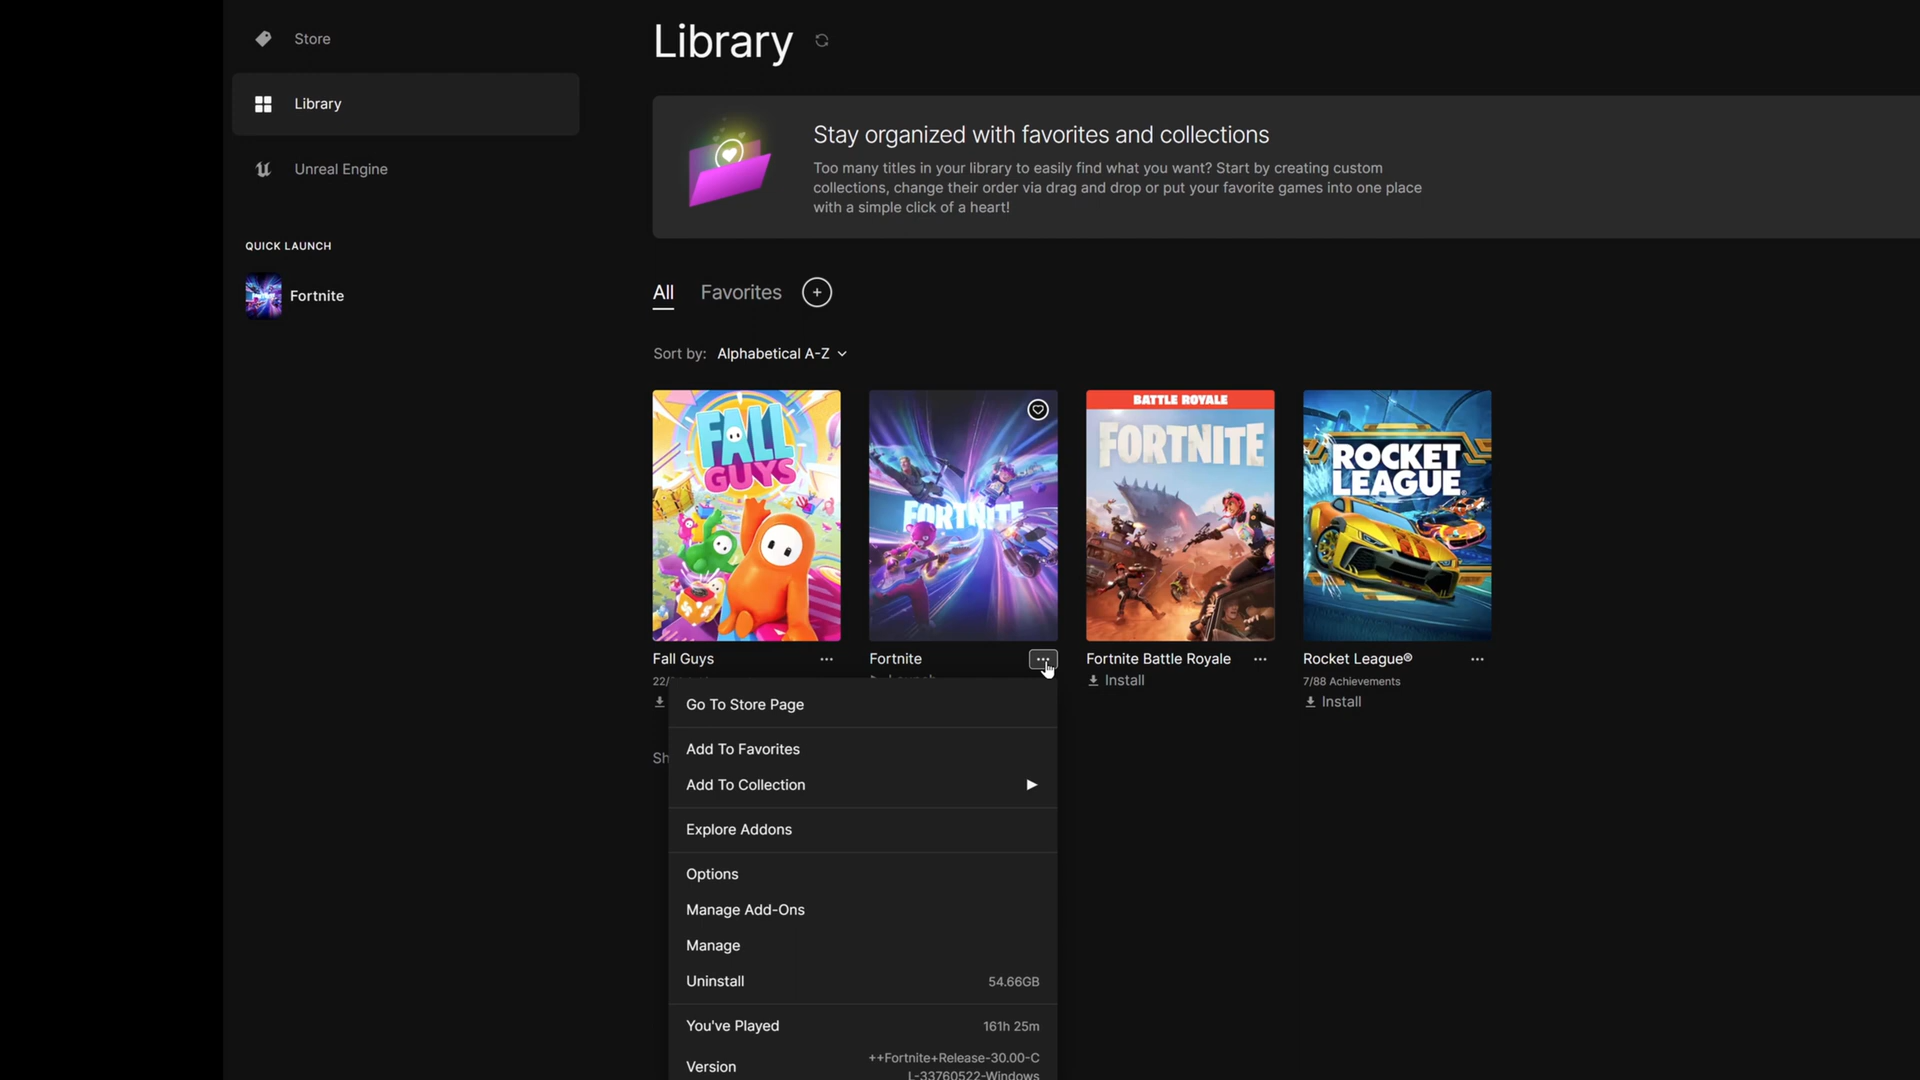 Store
Library
Unreal Engine
QUICK LAUNCH
Fortnite
Library
Stay organized with favorites and collections
Too many titles in your library to easily find what you want? Start by creating custom
collections, change their order via drag and drop or put your favorite games into one place
with a simple click of a heart!
All Favorites
Sort by: Alphabetical A-Z
FALL
GUYS
FORTNITE
BATTLE ROYALE
FORTNITE
ROCKET
LEAGUE
Fall Guys ...
Fortnite ...
Fortnite Battle Royale ...
Install
Rocket League® ...
7/88 Achievements
Install
22/
Sh
Go To Store Page
Add To Favorites
Add To Collection
Explore Addons
Options
Manage Add-Ons
Manage
Uninstall 54.66GB
You've Played 161h 25m
Version ++Fortnite+Release-30.00-C
L-33760522-Windows